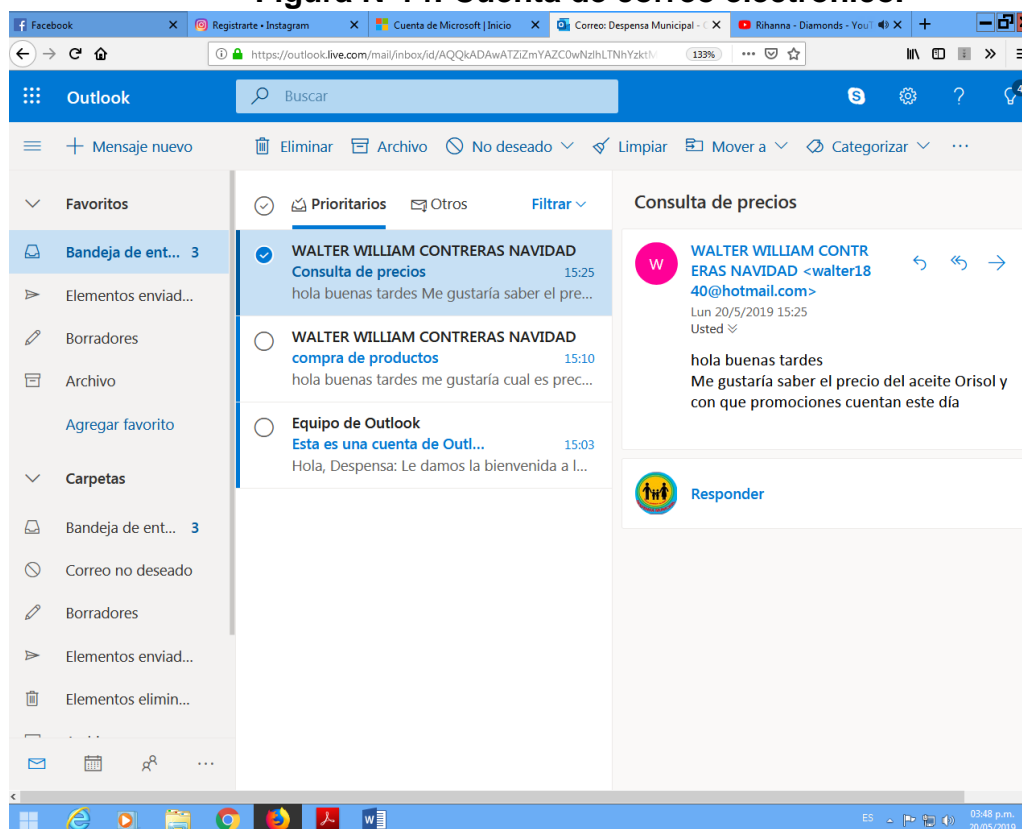 Facebook
Registrarte • Instagram
Cuenta de Microsoft | Inicio
Correo: Despensa Municipal -
Rihanna - Diamonds - YouT
https://outlook.live.com/mail/inbox/id/
133%
Outlook
Buscar
Mensaje nuevo
Eliminar
Archivo
No deseado
Limpiar
Mover a
Categorizar
Favoritos
Bandeja de ent... 3
Elementos enviad...
Borradores
Archivo
Agregar favorito
Carpetas
Bandeja de ent... 3
Correo no deseado
Borradores
Elementos enviad...
Elementos elimin...
Prioritarios
Otros
Filtrar
WALTER WILLIAM CONTRERAS NAVIDAD
Consulta de precios 15:25
hola buenas tardes Me gustaría saber el pre...
WALTER WILLIAM CONTRERAS NAVIDAD
compra de productos 15:10
hola buenas tardes me gustaría cual es prec...
Equipo de Outlook
Esta es una cuenta de Outl... 15:03
Hola, Despensa: Le damos la bienvenida a l...
Consulta de precios
W
WALTER WILLIAM CONTR
ERAS NAVIDAD <walter18
40@hotmail.com>
Lun 20/5/2019 15:25
Usted
hola buenas tardes
Me gustaría saber el precio del aceite Orisol y
con que promociones cuentan este día
Responder
ES
03:48 p.m.
20/05/2019